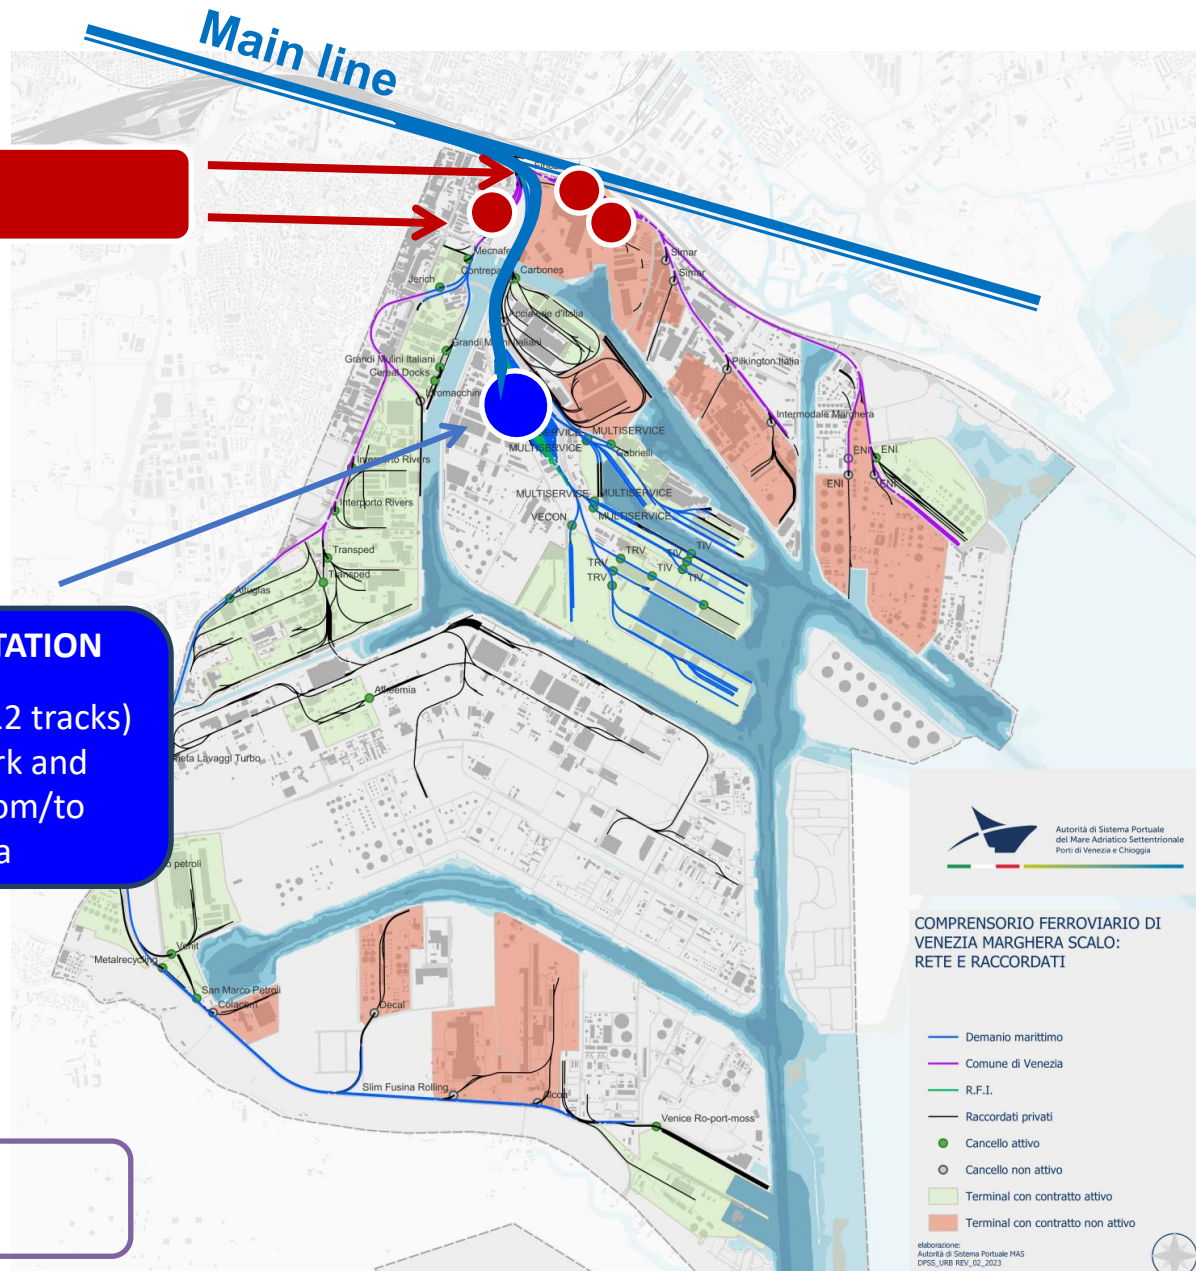 Main line
Mecnafer
Simar
Simar
Carbones
Jerich
Acciaierie d'Italia
Grandi Molini Italiani
Grandi Molini Italiani
Cereal Docks
Pilkington Italia
Intermodale Marghera
MULTISERVICE
MULTISERVICE
Gabrielli
ENI
ENI
ENI
ENI
Interporto Rivers
Interporto Rivers
MULTISERVICE
MULTISERVICE
MULTISERVICE
VECON
TRV
TRV
TRV
TIV
TIV
TIV
TIV
Transped
Transped
Altuglas
TATION
12 tracks)
rk and
om/to
a
Alkeemia
Lavaggi Turbo
petroli
Venit
Metalrecycling
San Marco Petroli
Colacem
Decal
Slim Fusina Rolling
Alcoa
Venice Ro-port-moss
Autorità di Sistema Portuale
del Mare Adriatico Settentrionale
Porti di Venezia e Chioggia
COMPRENSORIO FERROVIARIO DI
VENEZIA MARGHERA SCALO:
RETE E RACCORDATI
Demanio marittimo
Comune di Venezia
R.F.I.
Raccordati privati
Cancello attivo
Cancello non attivo
Terminal con contratto attivo
Terminal con contratto non attivo
elaborazione:
Autorità di Sistema Portuale MAS
DPSS_URB REV_02_2023